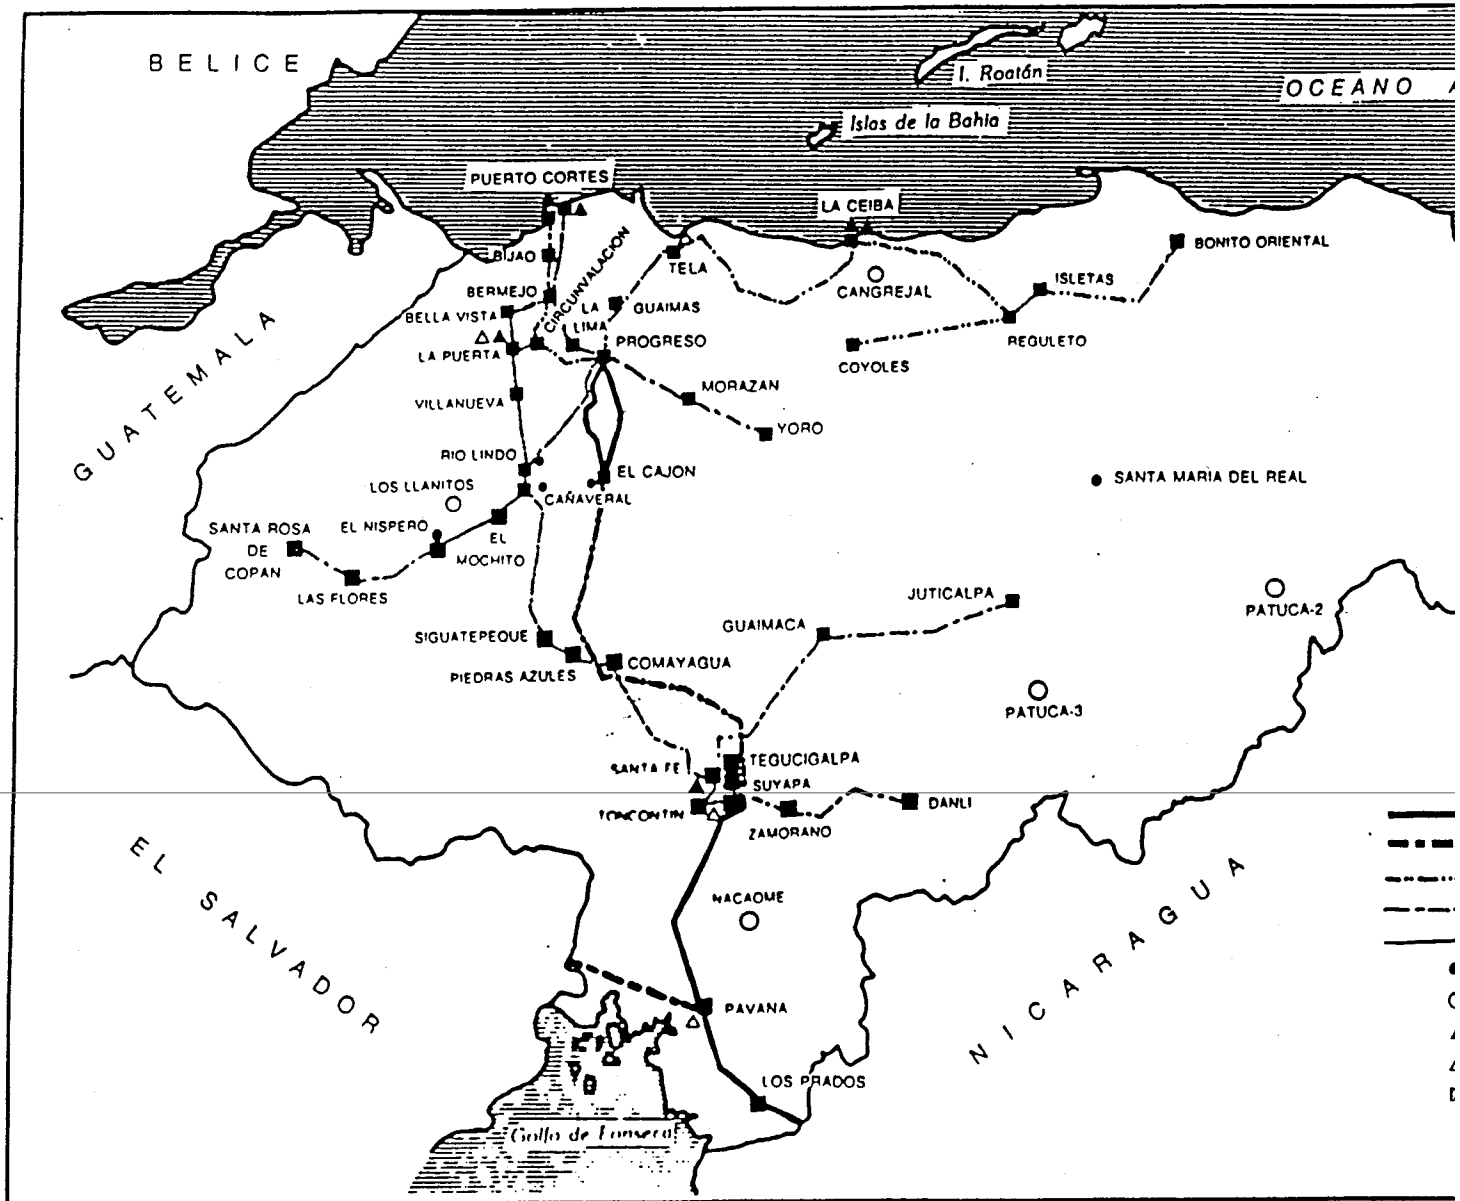 BELICE
I. Roatán
OCEANO
Islas de la Bahia
PUERTO CORTES
LA CEIBA
BIJAO
CIRCUNVALACION
TELA
BONITO ORIENTAL
CANGREJAL
ISLETAS
BERMEJO
BELLA VISTA
LA
LIMA
GUAIMAS
LA PUERTA
PROGRESO
REGULETO
COYOLES
GUATEMALA
VILLANUEVA
MORAZAN
YORO
RIO LINDO
EL CAJON
SANTA MARIA DEL REAL
LOS LLANITOS
CAÑAVERAL
SANTA ROSA
DE
COPAN
EL NISPERO
EL
MOCHITO
LAS FLORES
JUTICALPA
PATUCA-2
SIGUATEPEQUE
GUAIMACA
PIEDRAS AZULES
COMAYAGUA
PATUCA-3
SANTA FE
TEGUCIGALPA
SUYAPA
TONCONTIN
ZAMORANO
DANLI
EL SALVADOR
NACAOME
NICARAGUA
PAVANA
LOS PRADOS
Golfo de Fonseca